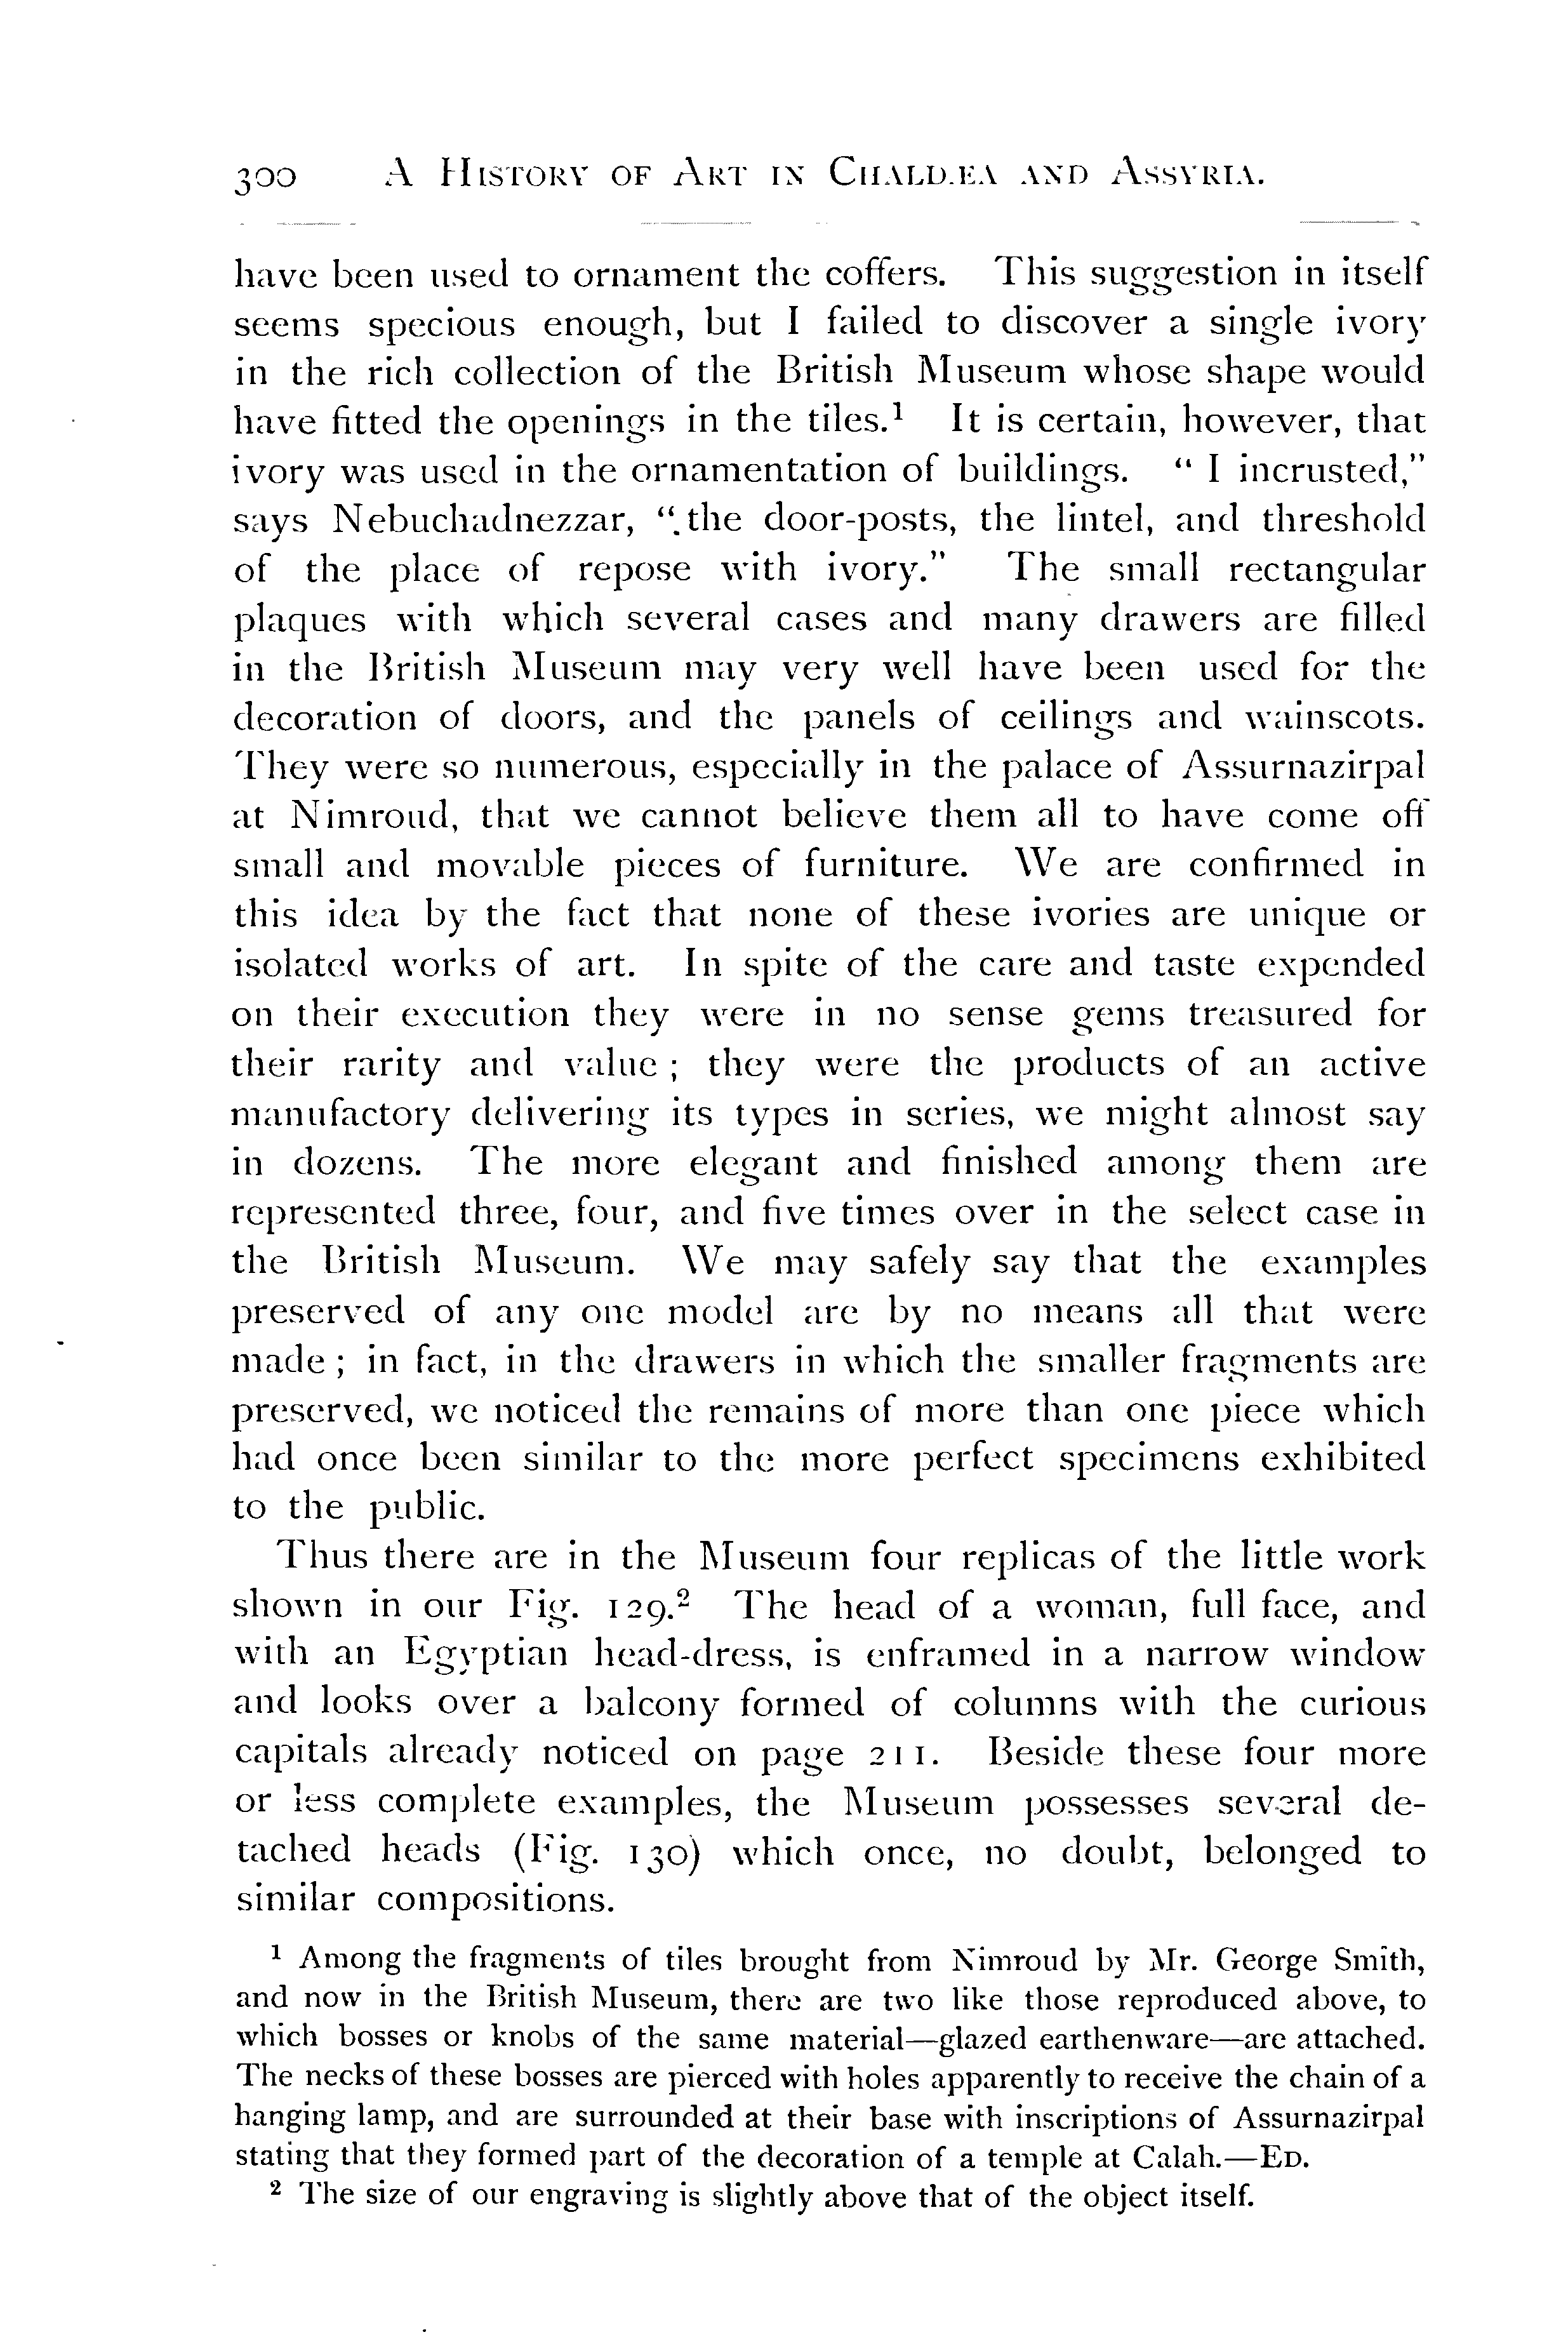 300 A History of Art in Chaldæa and Assyria.
have been used to ornament the coffers. This suggestion in itself
seems specious enough, but I failed to discover a single ivory
in the rich collection of the British Museum whose shape would
have fitted the openings in the tiles.¹ It is certain, however, that
ivory was used in the ornamentation of buildings. “ I incrusted,”
says Nebuchadnezzar, “ the door-posts, the lintel, and threshold
of the place of repose with ivory.” The small rectangular
plaques with which several cases and many drawers are filled
in the British Museum may very well have been used for the
decoration of doors, and the panels of ceilings and wainscots.
They were so numerous, especially in the palace of Assurnazirpal
at Nimroud, that we cannot believe them all to have come off
small and movable pieces of furniture. We are confirmed in
this idea by the fact that none of these ivories are unique or
isolated works of art. In spite of the care and taste expended
on their execution they were in no sense gems treasured for
their rarity and value ; they were the products of an active
manufactory delivering its types in series, we might almost say
in dozens. The more elegant and finished among them are
represented three, four, and five times over in the select case in
the British Museum. We may safely say that the examples
preserved of any one model are by no means all that were
made ; in fact, in the drawers in which the smaller fragments are
preserved, we noticed the remains of more than one piece which
had once been similar to the more perfect specimens exhibited
to the public.
Thus there are in the Museum four replicas of the little work
shown in our Fig. 129.² The head of a woman, full face, and
with an Egyptian head-dress, is enframed in a narrow window
and looks over a balcony formed of columns with the curious
capitals already noticed on page 211. Beside these four more
or less complete examples, the Museum possesses several de-
tached heads (Fig. 130) which once, no doubt, belonged to
similar compositions.
¹ Among the fragments of tiles brought from Nimroud by Mr. George Smith,
and now in the British Museum, there are two like those reproduced above, to
which bosses or knobs of the same material—glazed earthenware—are attached.
The necks of these bosses are pierced with holes apparently to receive the chain of a
hanging lamp, and are surrounded at their base with inscriptions of Assurnazirpal
stating that they formed part of the decoration of a temple at Calah.—Ed.
² The size of our engraving is slightly above that of the object itself.